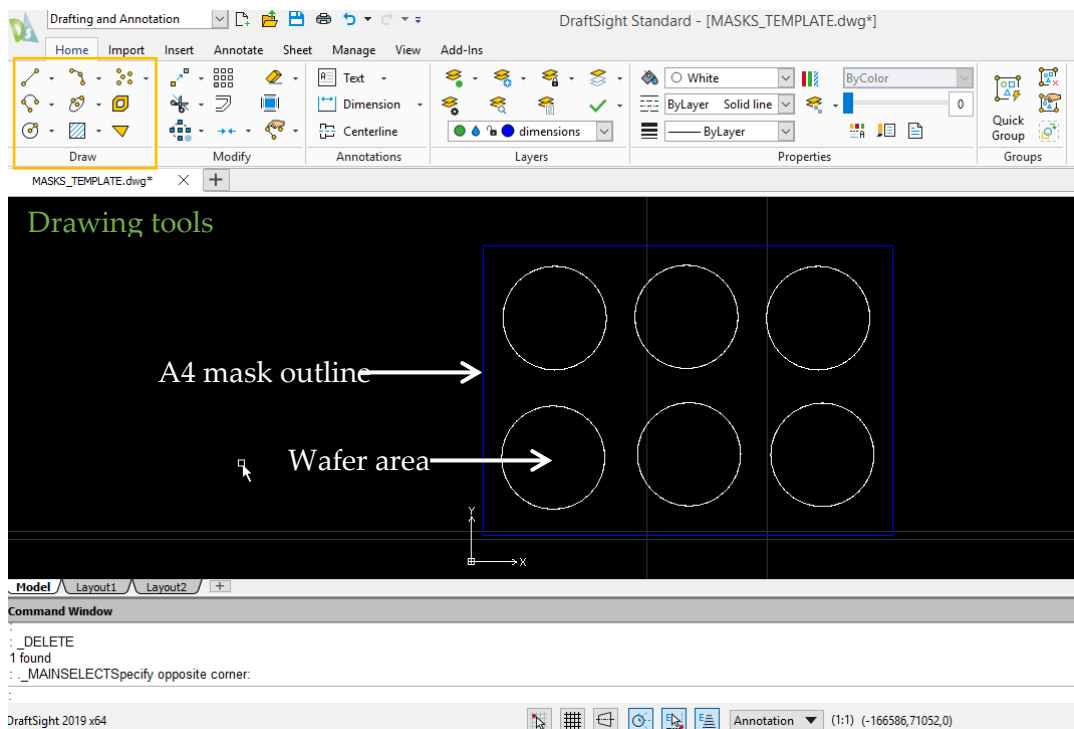 Drafting and Annotation
DraftSight Standard - [MASKS_TEMPLATE.dwg*]
Home Import Insert Annotate Sheet Manage View Add-Ins
Text
White
ByColor
Dimension
ByLayer Solid line
0
Centerline
dimensions
ByLayer
Quick
Group
Draw Modify Annotations Layers Properties Groups
MASKS_TEMPLATE.dwg*
Drawing tools
A4 mask outline
Wafer area
Y
X
Model Layout1 Layout2
Command Window
:
: _DELETE
1 found
: ._MAINSELECTSpecify opposite corner:
:
DraftSight 2019 x64
Annotation (1:1) (-166586,71052,0)